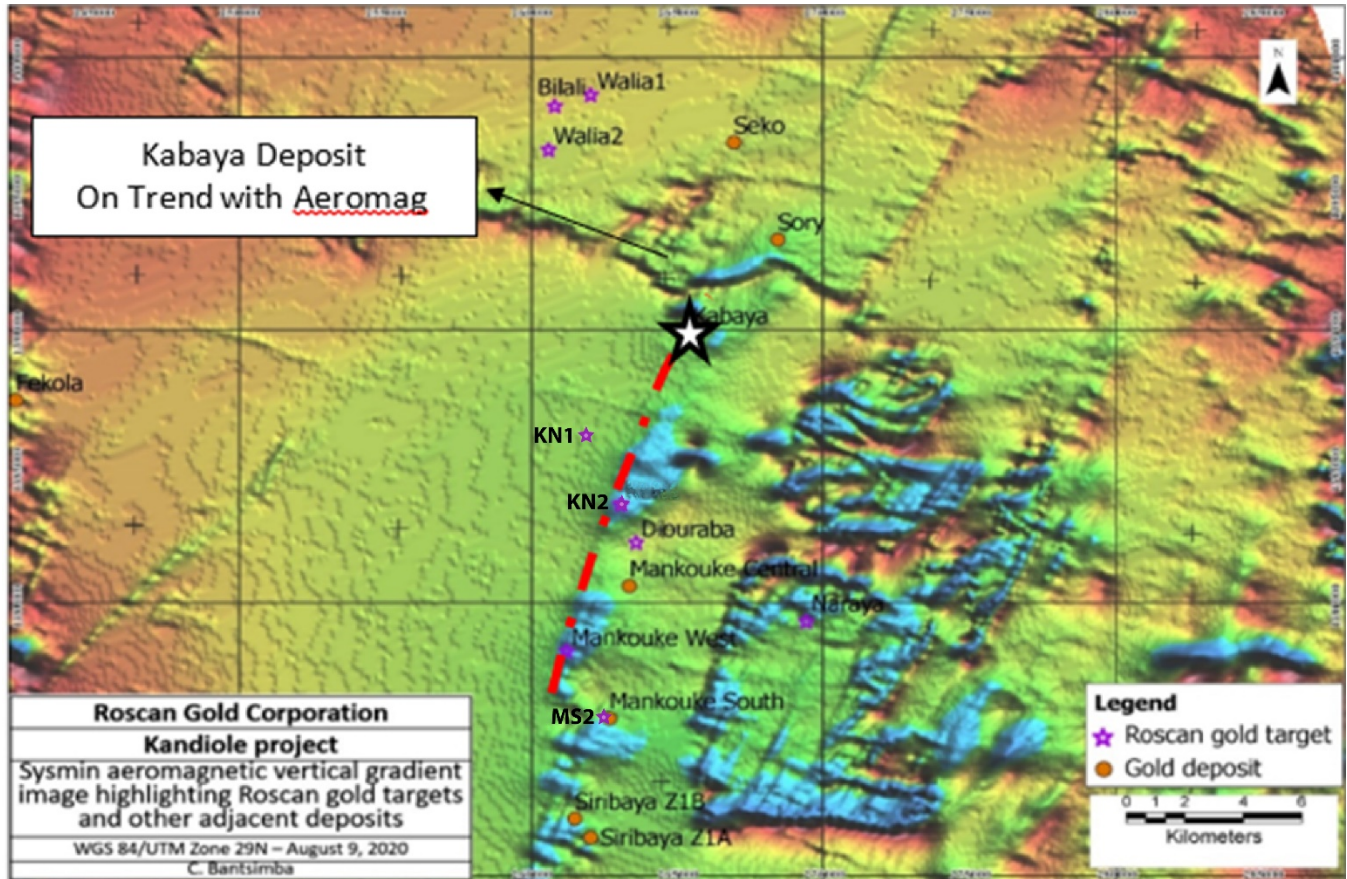 N
Bilali
Walia1
Walia2
Seko
Kabaya Deposit
On Trend with Aeromag
Sory
Kabaya
Fekola
KN1
KN2
Diouraba
Mankouke Central
Naraya
Mankouke West
Mankouke South
MS2
Siribaya Z1B
Siribaya Z1A
Roscan Gold Corporation
Kandiole project
Sysmin aeromagnetic vertical gradient
image highlighting Roscan gold targets
and other adjacent deposits
WGS 84/UTM Zone 29N – August 9, 2020
C. Bantsimba
Legend
Roscan gold target
Gold deposit
0 1 2 4 6
Kilometers